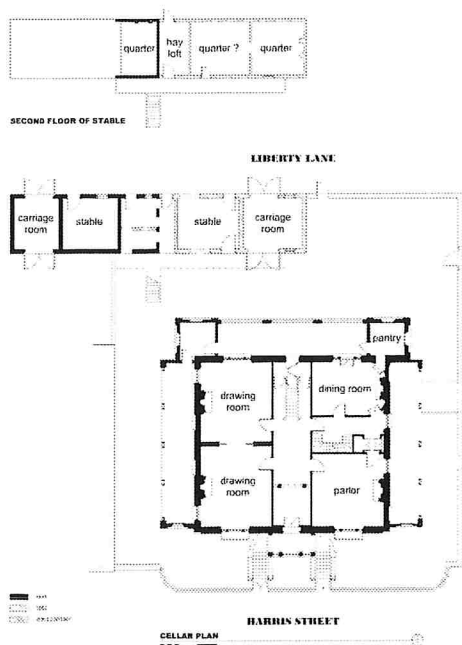 quarter
hay
loft
quarter ?
quarter
SECOND FLOOR OF STABLE
LIBERTY LANE
carriage
room
stable
stable
carriage
room
pantry
drawing
room
dining room
drawing
room
parlor
HARRIS STREET
CELLAR PLAN